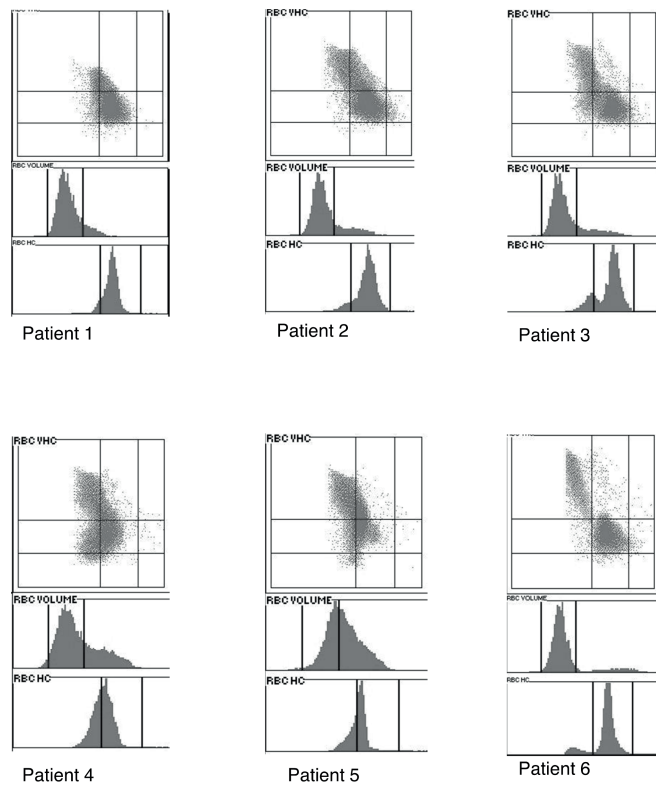 RBC VHC
RBC VHC
RBC VOLUME
RBC VOLUME
RBC VOLUME
RBC HC
RBC HC
RBC HC
Patient 1
Patient 2
Patient 3
RBC VHC
RBC VHC
RBC VOLUME
RBC VOLUME
RBC VOLUME
RBC HC
RBC HC
RBC HC
Patient 4
Patient 5
Patient 6